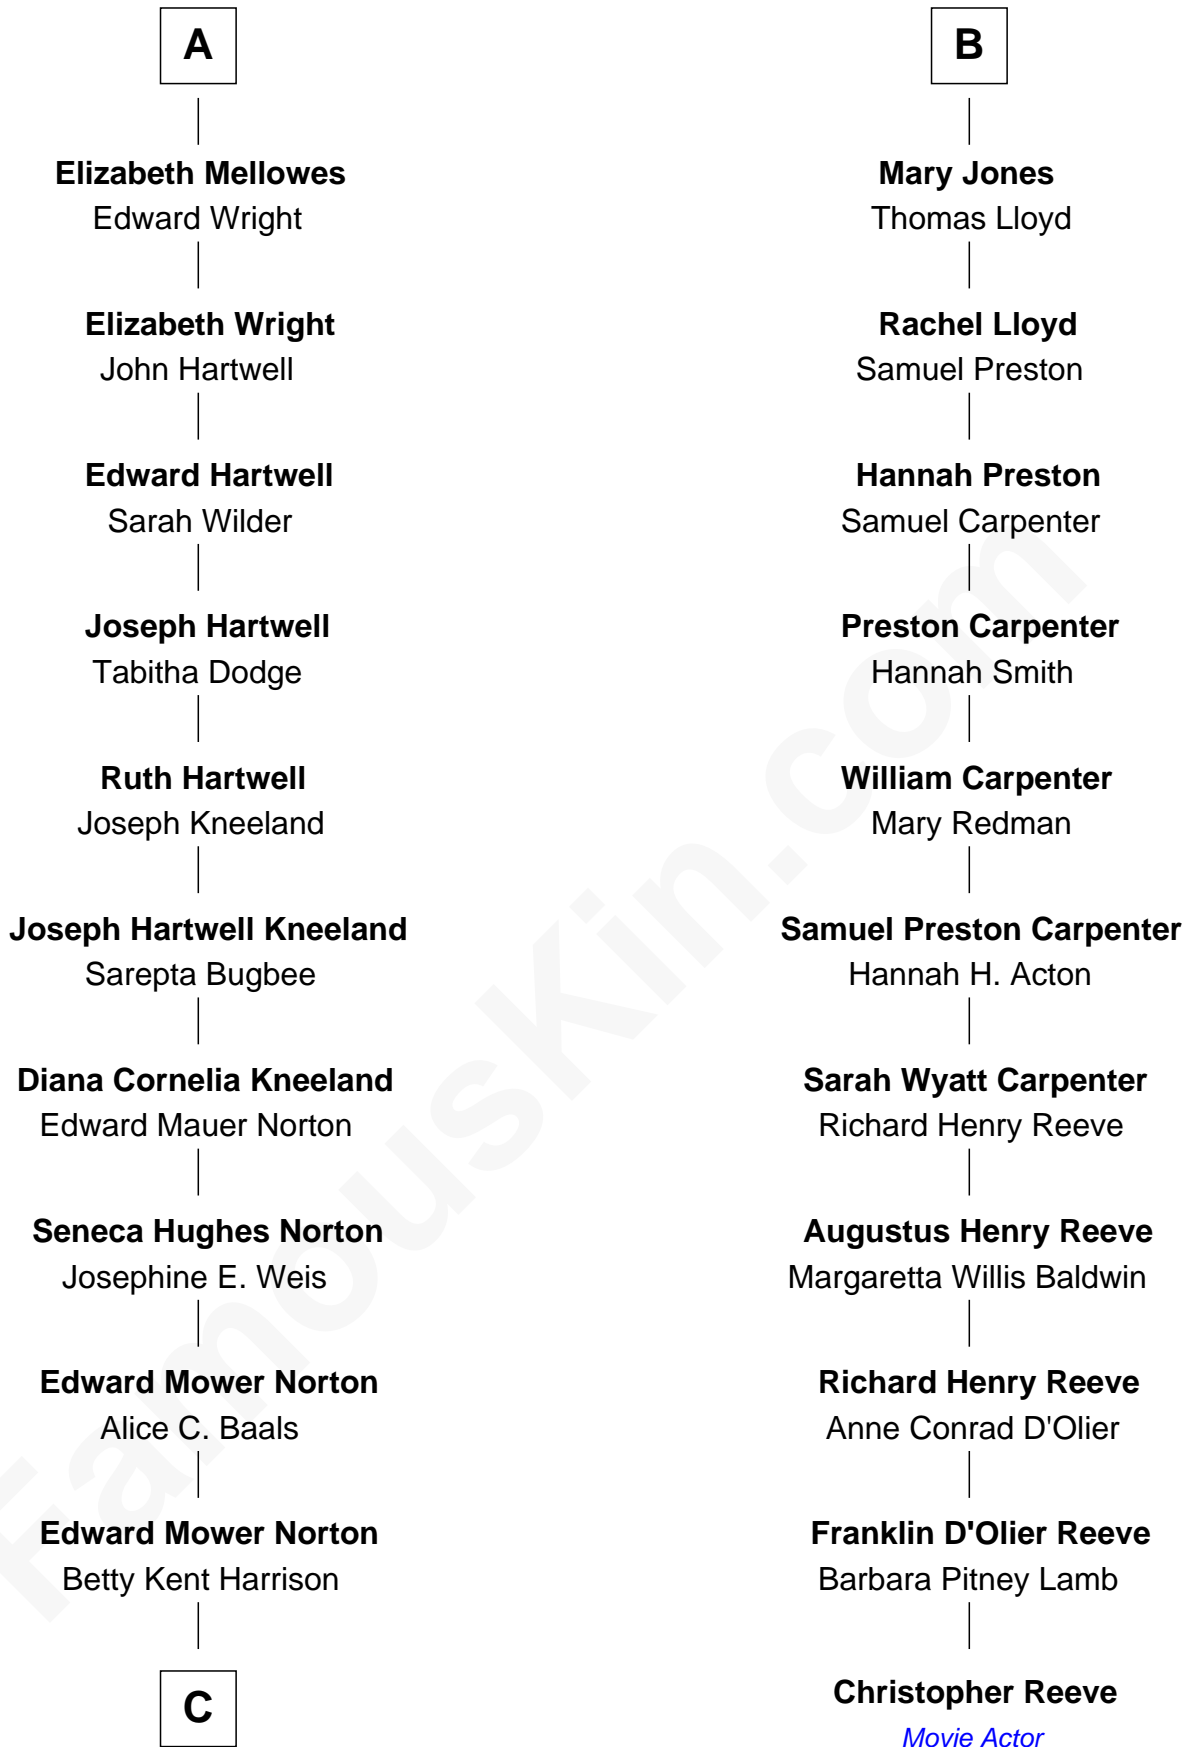 A
Elizabeth Mellowes
Edward Wright
Elizabeth Wright
John Hartwell
Edward Hartwell
Sarah Wilder
Joseph Hartwell
Tabitha Dodge
Ruth Hartwell
Joseph Kneeland
Joseph Hartwell Kneeland
Sarepta Bugbee
Diana Cornelia Kneeland
Edward Mauer Norton
Seneca Hughes Norton
Josephine E. Weis
Edward Mower Norton
Alice C. Baals
Edward Mower Norton
Betty Kent Harrison
C
B
Mary Jones
Thomas Lloyd
Rachel Lloyd
Samuel Preston
Hannah Preston
Samuel Carpenter
Preston Carpenter
Hannah Smith
William Carpenter
Mary Redman
Samuel Preston Carpenter
Hannah H. Acton
Sarah Wyatt Carpenter
Richard Henry Reeve
Augustus Henry Reeve
Margaretta Willis Baldwin
Richard Henry Reeve
Anne Conrad D'Olier
Franklin D'Olier Reeve
Barbara Pitney Lamb
Christopher Reeve
Movie Actor
FamousKin.com